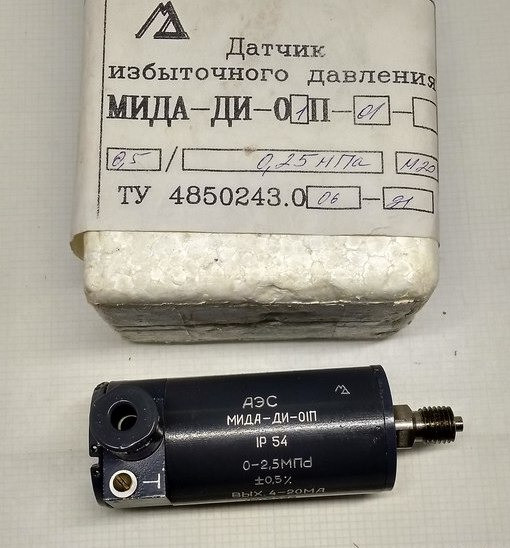 Датчик
избыточного давления
МИДА-ДИ-01П-01-
0,5 / 0,25 мПа М20
ТУ 4850243.006-91
АЭС
МИДА-ДИ-01П
IP 54
0-2,5МПа
±0,5%
ВЫХ 4-20МА
Т